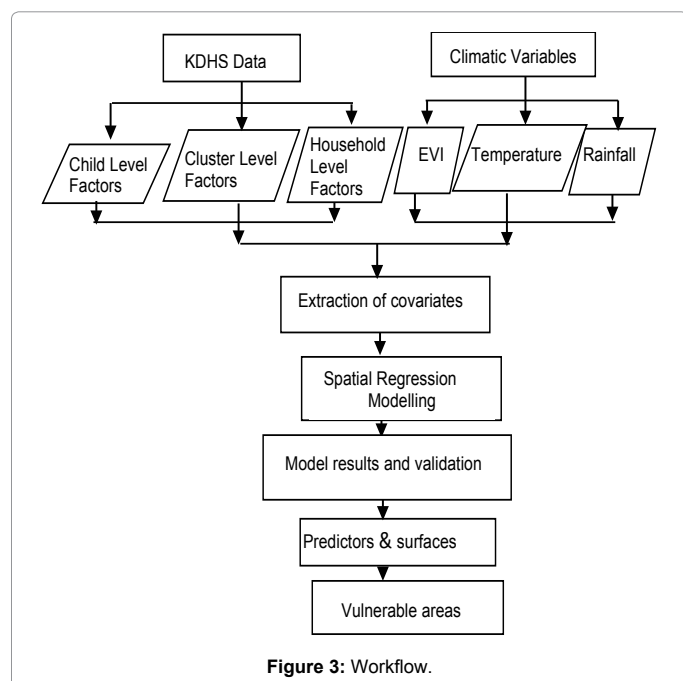 KDHS Data
Climatic Variables
Child Level
Factors
Cluster Level
Factors
Household
Level
Factors
EVI
Temperature
Rainfall
Extraction of covariates
Spatial Regression
Modelling
Model results and validation
Predictors & surfaces
Vulnerable areas
Figure 3: Workflow.